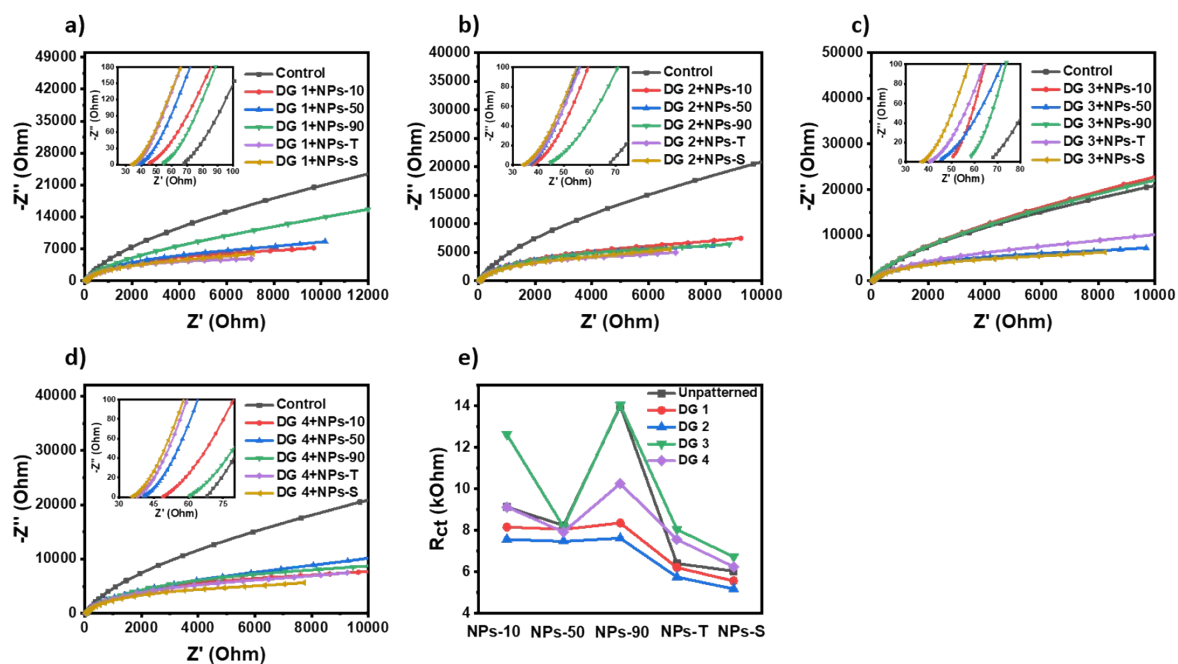 a)
-Z'' (Ohm)
49000
42000
35000
28000
21000
14000
7000
0
0 2000 4000 6000 8000 10000 12000
Z' (Ohm)
-Z'' (Ohm)
180
150
120
90
60
30
0
30 40 50 60 70 80 90 100
Z' (Ohm)
Control
DG 1+NPs-10
DG 1+NPs-50
DG 1+NPs-90
DG 1+NPs-T
DG 1+NPs-S
b)
-Z'' (Ohm)
40000
35000
30000
25000
20000
15000
10000
5000
0
0 2000 4000 6000 8000 10000
Z' (Ohm)
-Z'' (Ohm)
100
80
60
40
20
0
30 40 50 60 70
Z' (Ohm)
Control
DG 2+NPs-10
DG 2+NPs-50
DG 2+NPs-90
DG 2+NPs-T
DG 2+NPs-S
c)
-Z'' (Ohm)
50000
40000
30000
20000
10000
0
0 2000 4000 6000 8000 10000
Z' (Ohm)
-Z'' (Ohm)
100
80
60
40
20
0
30 40 50 60 70 80
Z' (Ohm)
Control
DG 3+NPs-10
DG 3+NPs-50
DG 3+NPs-90
DG 3+NPs-T
DG 3+NPs-S
d)
-Z'' (Ohm)
40000
30000
20000
10000
0
0 2000 4000 6000 8000 10000
Z' (Ohm)
-Z'' (Ohm)
100
80
60
40
20
0
30 45 60 75
Z' (Ohm)
Control
DG 4+NPs-10
DG 4+NPs-50
DG 4+NPs-90
DG 4+NPs-T
DG 4+NPs-S
e)
Rct (kOhm)
14
12
10
8
6
4
NPs-10 NPs-50 NPs-90 NPs-T NPs-S
Unpatterned
DG 1
DG 2
DG 3
DG 4